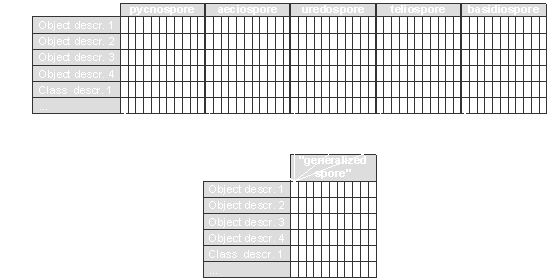 pycnospore aeciospore uredospore teliospore basidiospore
Object descr. 1
Object descr. 2
Object descr. 3
Object descr. 4
Class descr. 1
...
"generalized
spore"
Object descr. 1
Object descr. 2
Object descr. 3
Object descr. 4
Class descr. 1
...